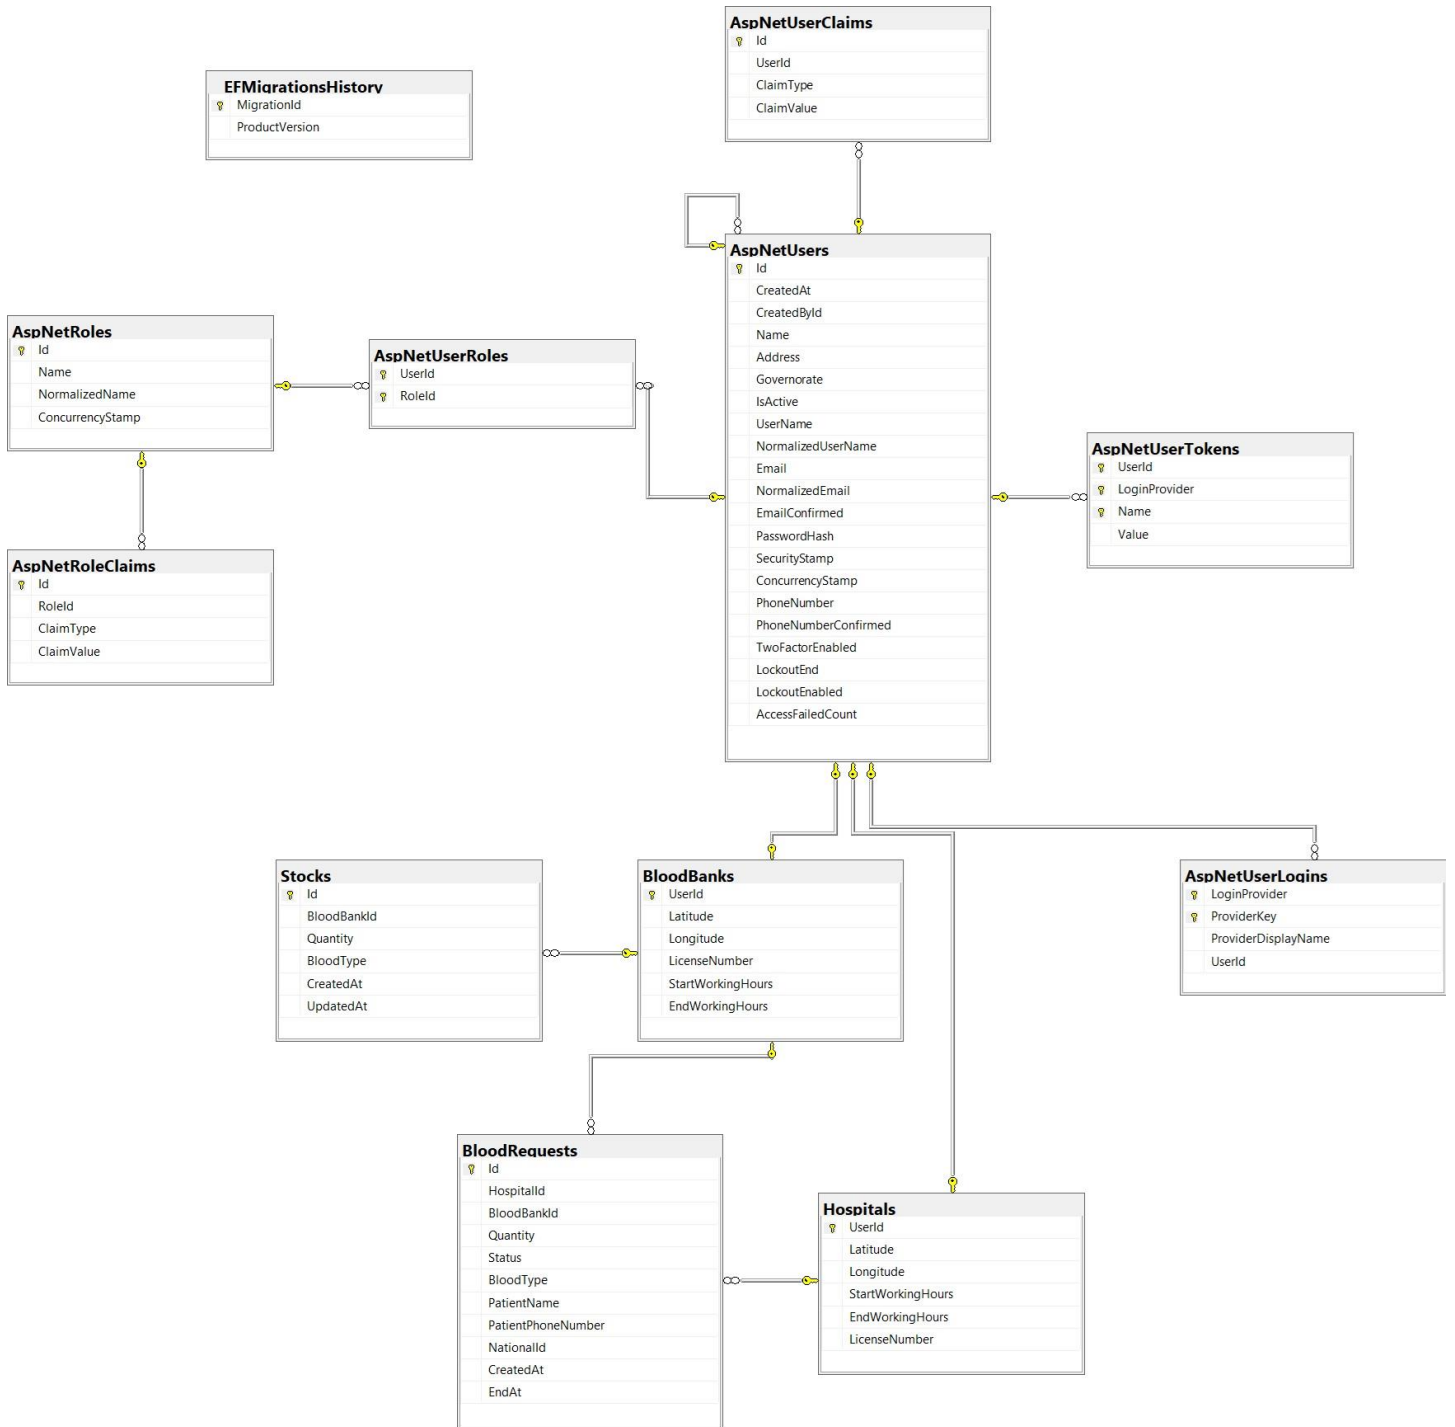 AspNetUserClaims
Id
UserId
ClaimType
ClaimValue
EFMigrationsHistory
MigrationId
ProductVersion
AspNetUsers
Id
CreatedAt
CreatedById
Name
Address
Governorate
IsActive
UserName
NormalizedUserName
Email
NormalizedEmail
EmailConfirmed
PasswordHash
SecurityStamp
ConcurrencyStamp
PhoneNumber
PhoneNumberConfirmed
TwoFactorEnabled
LockoutEnd
LockoutEnabled
AccessFailedCount
AspNetRoles
Id
Name
NormalizedName
ConcurrencyStamp
AspNetUserRoles
UserId
RoleId
AspNetUserTokens
UserId
LoginProvider
Name
Value
AspNetRoleClaims
Id
RoleId
ClaimType
ClaimValue
Stocks
Id
BloodBankId
Quantity
BloodType
CreatedAt
UpdatedAt
BloodBanks
UserId
Latitude
Longitude
LicenseNumber
StartWorkingHours
EndWorkingHours
AspNetUserLogins
LoginProvider
ProviderKey
ProviderDisplayName
UserId
BloodRequests
Id
HospitalId
BloodBankId
Quantity
Status
BloodType
PatientName
PatientPhoneNumber
NationalId
CreatedAt
EndAt
Hospitals
UserId
Latitude
Longitude
StartWorkingHours
EndWorkingHours
LicenseNumber